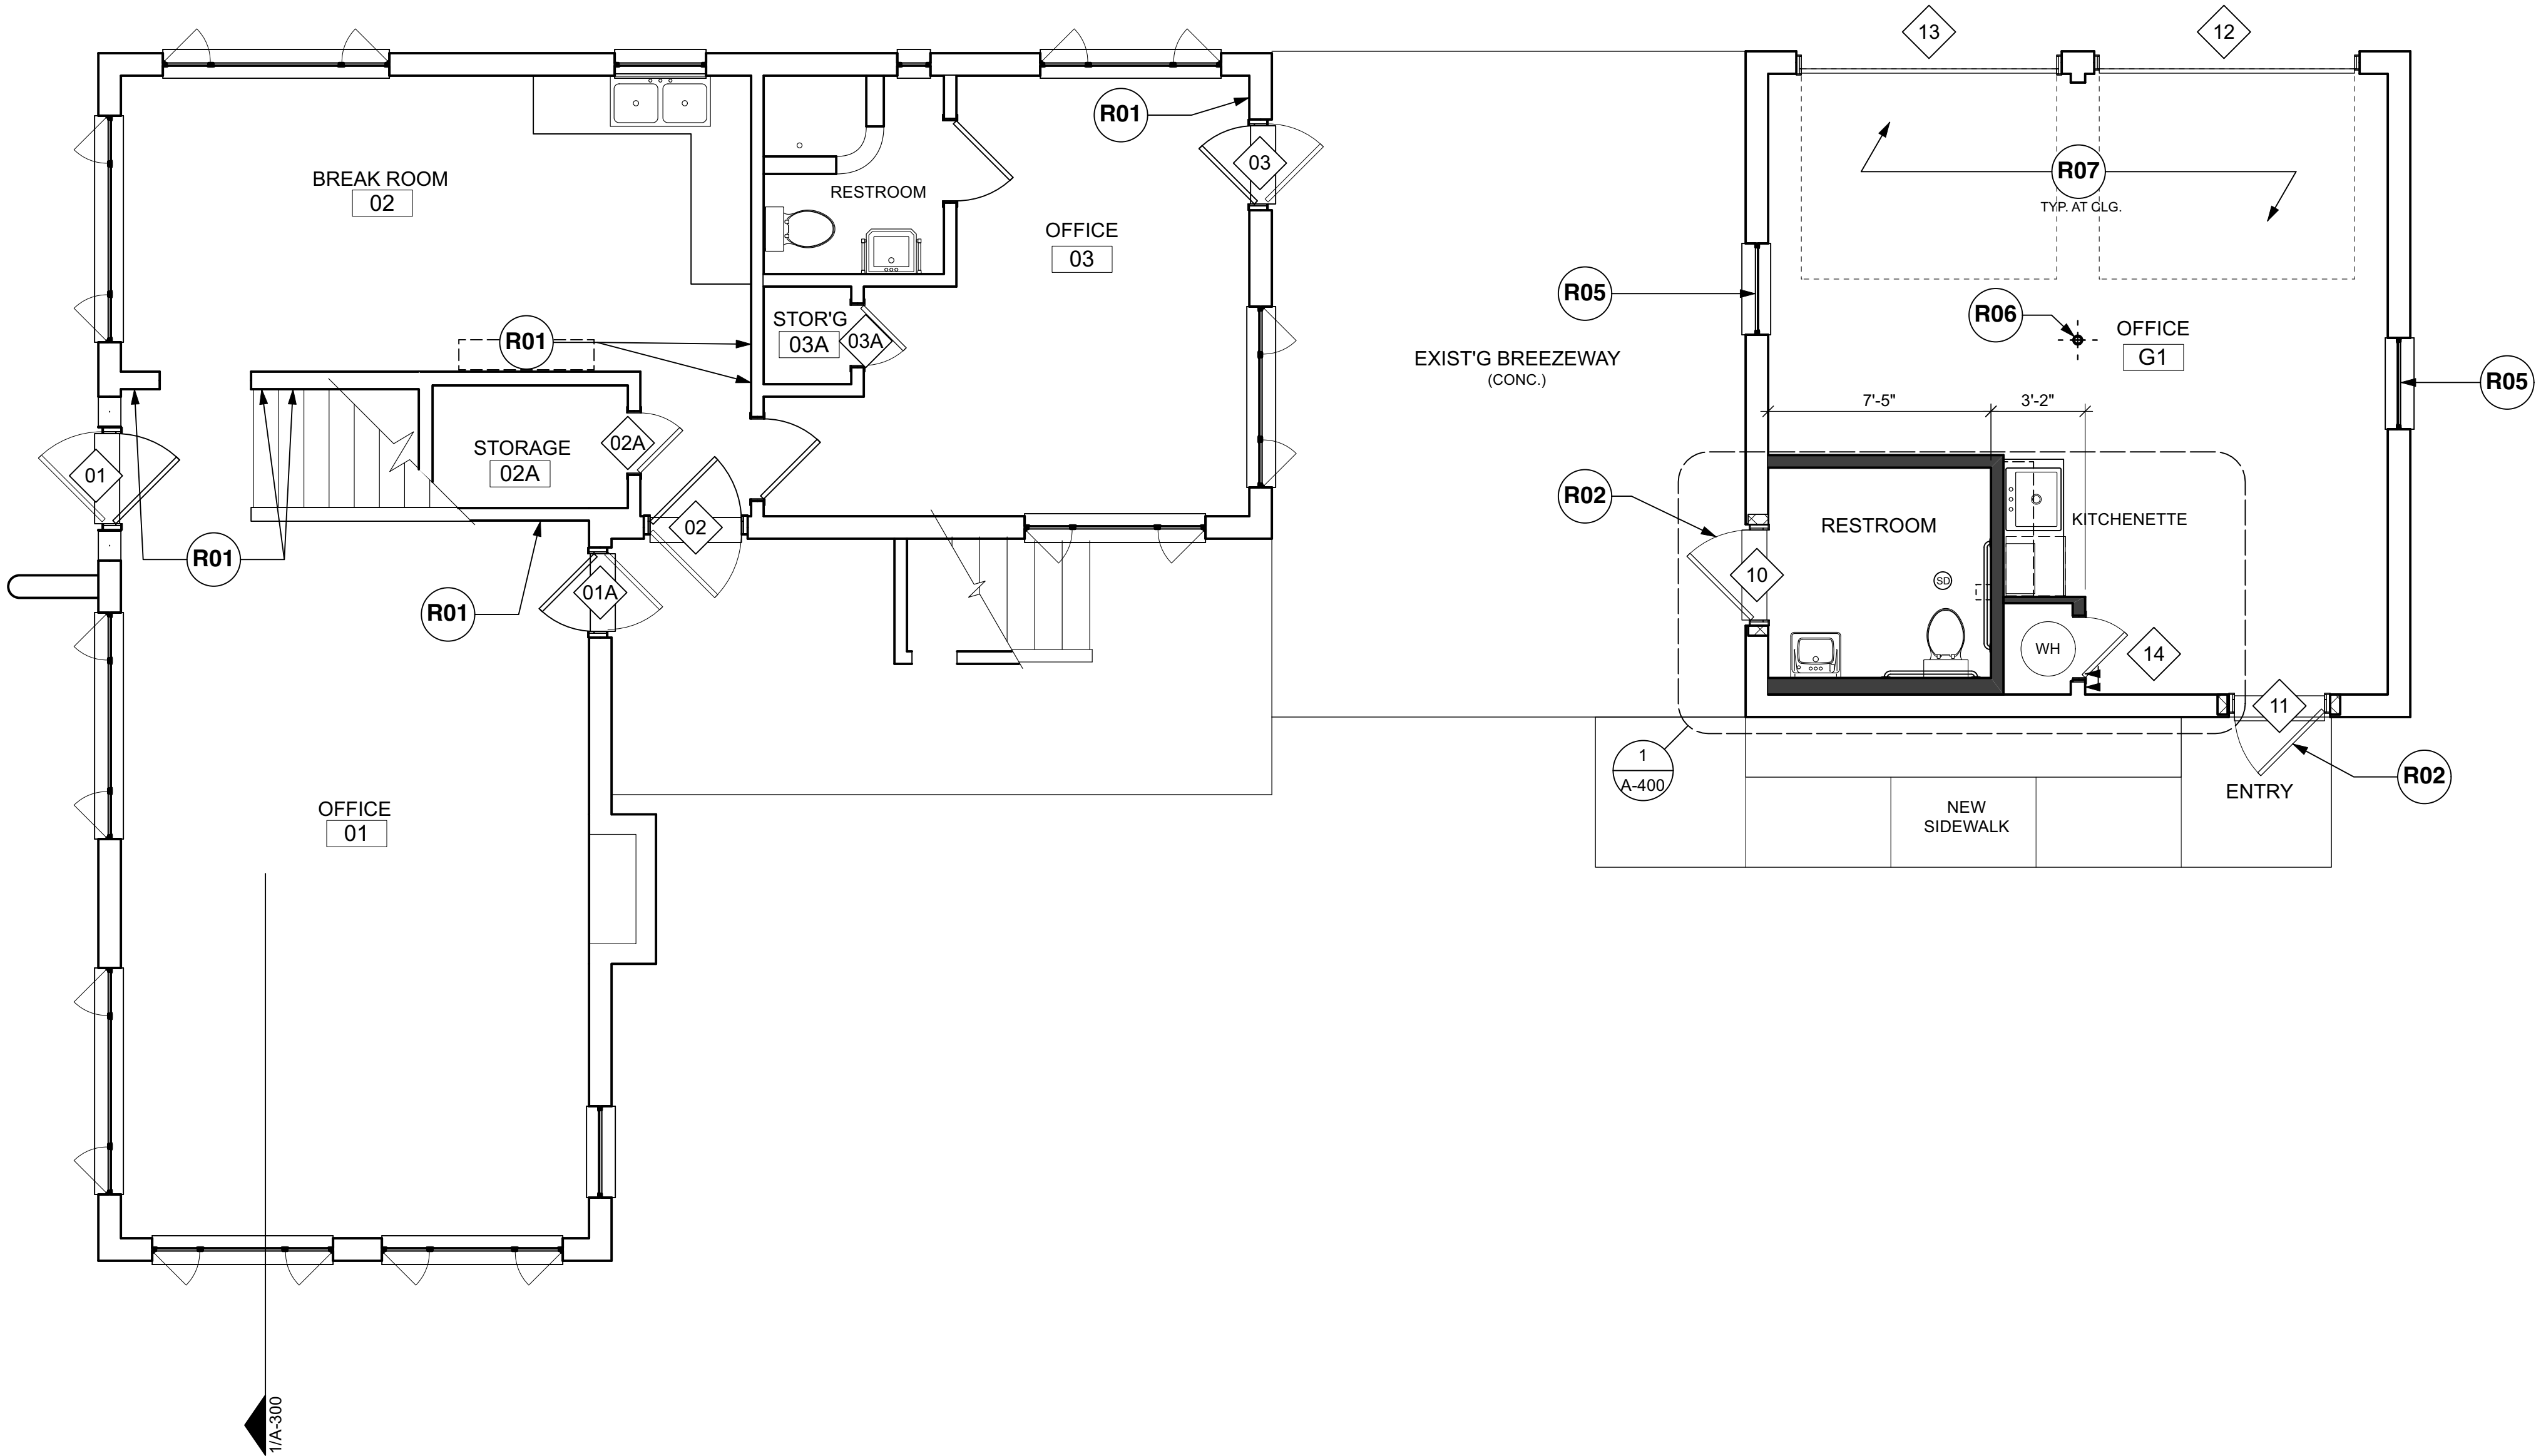 13
12
R01
03
BREAK ROOM
02
RESTROOM
R07
TYP. AT CLG.
OFFICE
03
R05
R06
OFFICE
G1
STOR'G
03A
03A
R01
EXIST'G BREEZEWAY
(CONC.)
R05
7'-5"
3'-2"
STORAGE
02A
02A
01
R02
02
RESTROOM
KITCHENETTE
R01
10
SD
01A
R01
WH
14
11
1
A-400
R02
ENTRY
NEW
SIDEWALK
OFFICE
01
1/A-300